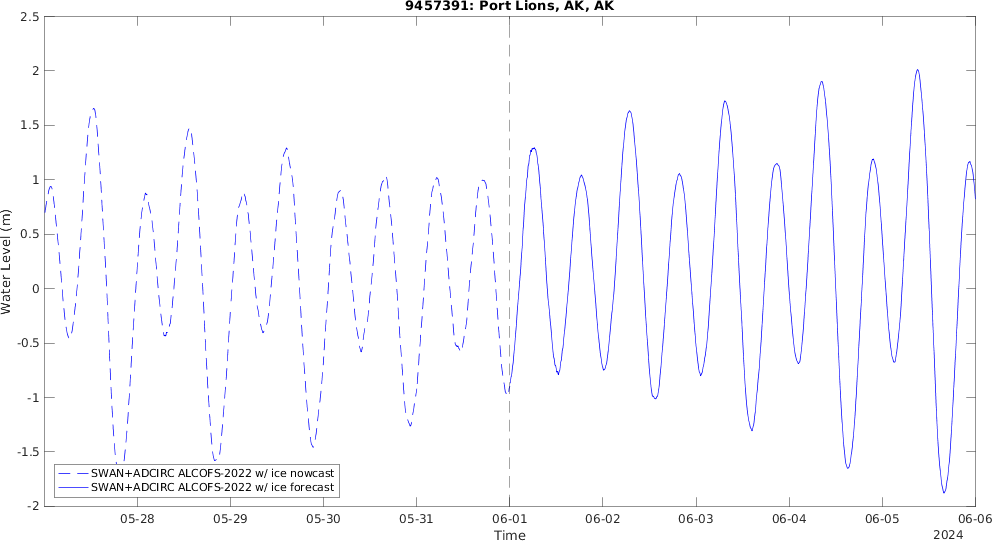 9457391: Port Lions, AK, AK
Water Level (m)
2.5
2
1.5
1
0.5
0
-0.5
-1
-1.5
-2
SWAN+ADCIRC ALCOFS-2022 w/ ice nowcast
SWAN+ADCIRC ALCOFS-2022 w/ ice forecast
05-28 05-29 05-30 05-31 06-01 06-02 06-03 06-04 06-05 06-06
Time
2024